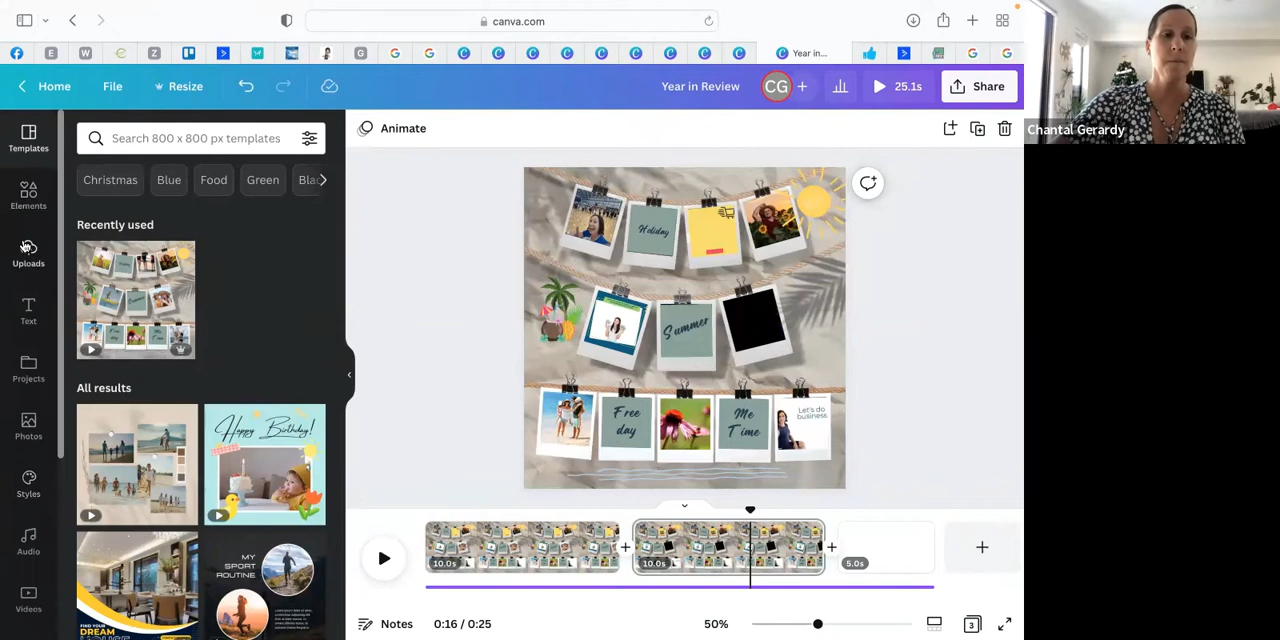 canva.com
Year in...
Home
File
Resize
Year in Review
CG
25.1s
Share
Chantal Gerardy
Templates
Elements
Uploads
Text
Projects
Photos
Styles
Audio
Videos
Search 800 x 800 px templates
Christmas
Blue
Food
Green
Recently used
All results
Happy Birthday!
MY
SPORT
ROUTINE
FIND YOUR
DREAM
Animate
Holiday
Summer
Free
day
Me
Time
Let's do
business
10.0s
10.0s
5.0s
Notes
0:16 / 0:25
50%
3